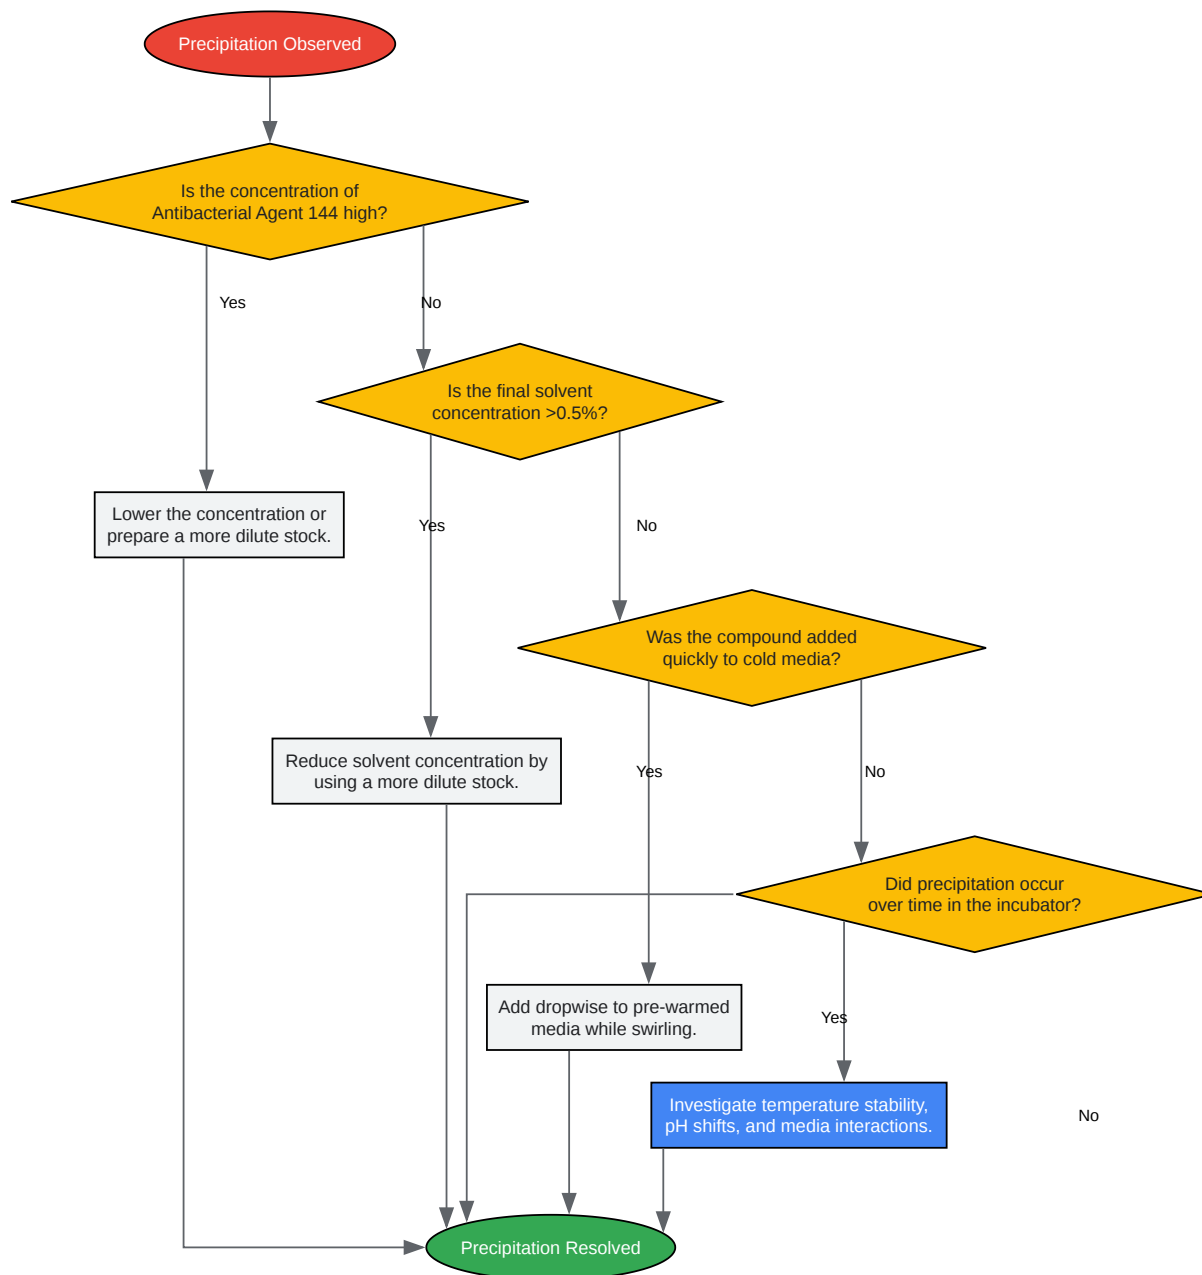 Precipitation Observed
Is the concentration of
Antibacterial Agent 144 high?
Yes
No
Is the final solvent
concentration >0.5%?
Lower the concentration or
prepare a more dilute stock.
Yes
No
Was the compound added
quickly to cold media?
Reduce solvent concentration by
using a more dilute stock.
Yes
No
Did precipitation occur
over time in the incubator?
Add dropwise to pre-warmed
media while swirling.
Yes
Investigate temperature stability,
pH shifts, and media interactions.
No
Precipitation Resolved